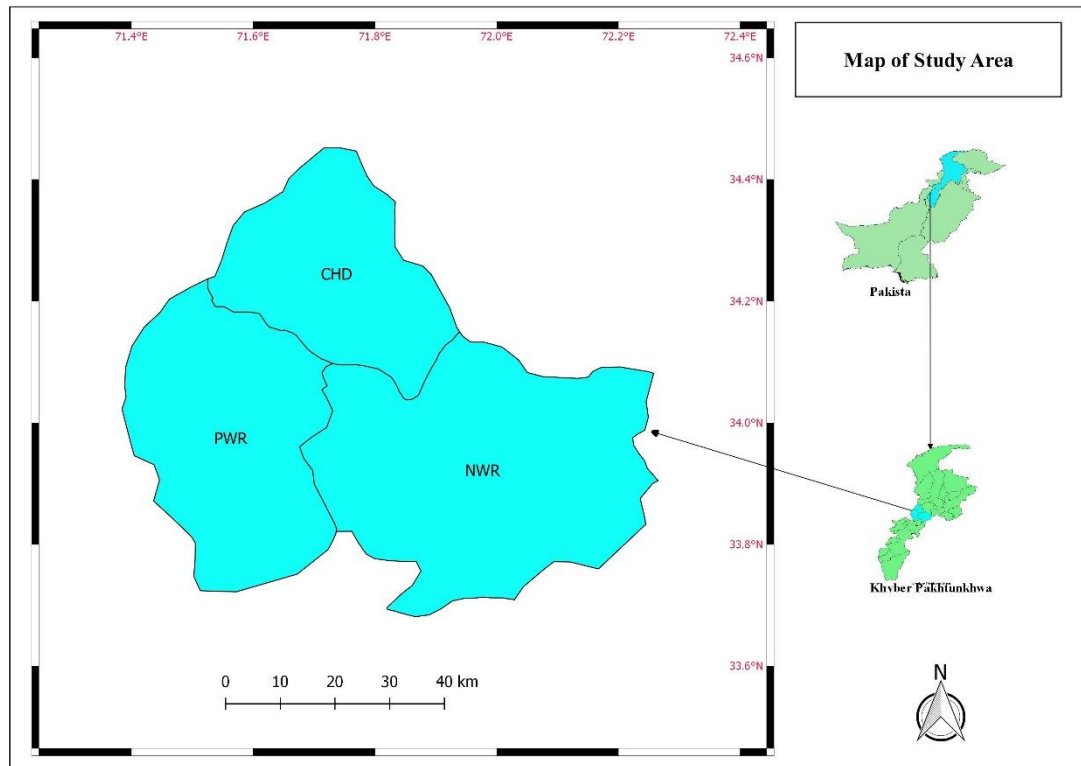 71.4°E 71.6°E 71.8°E 72.0°E 72.2°E 72.4°E
34.6°N
34.4°N
34.2°N
34.0°N
33.8°N
33.6°N
CHD
PWR
NWR
0 10 20 30 40 km
Map of Study Area
Pakista
Khyber Pakhtunkhwa
N